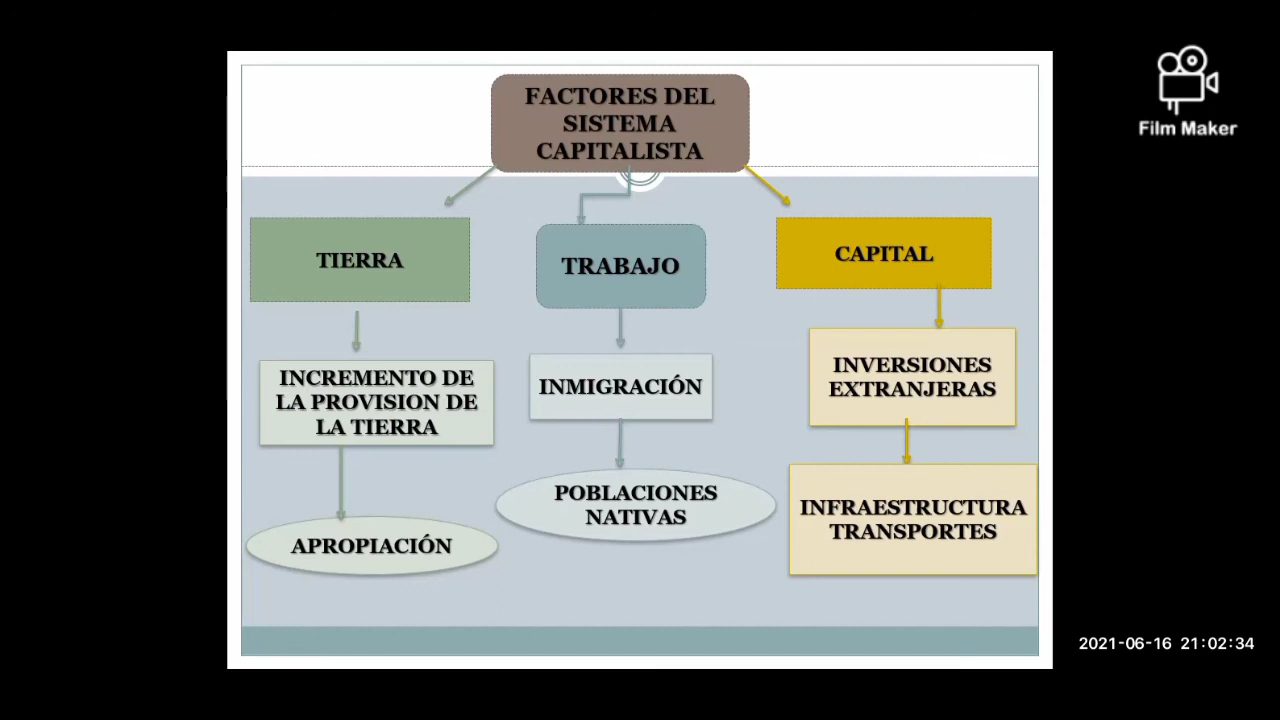 FACTORES DEL
SISTEMA
CAPITALISTA
TIERRA
TRABAJO
CAPITAL
INCREMENTO DE
LA PROVISION DE
LA TIERRA
INMIGRACIÓN
INVERSIONES
EXTRANJERAS
APROPIACIÓN
POBLACIONES
NATIVAS
INFRAESTRUCTURA
TRANSPORTES
Film Maker
2021-06-16 21:02:34